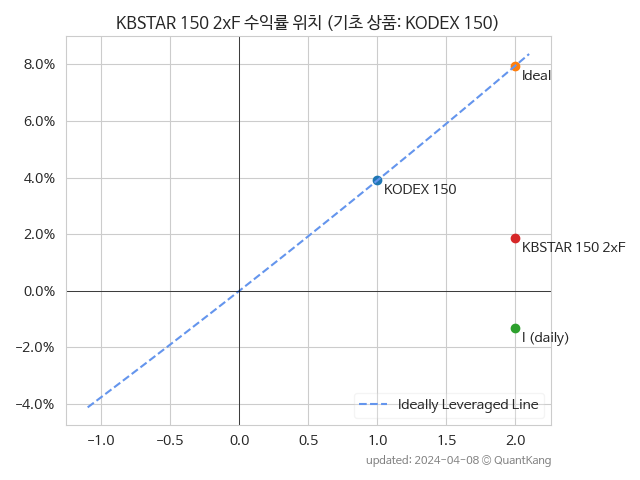 KBSTAR 150 2xF 수익률 위치 (기초 상품: KODEX 150)
8.0%
Ideal
6.0%
4.0%
KODEX 150
2.0%
KBSTAR 150 2xF
0.0%
I (daily)
−2.0%
−4.0%
Ideally Leveraged Line
−1.0 −0.5 0.0 0.5 1.0 1.5 2.0
updated: 2024-04-08 © QuantKang